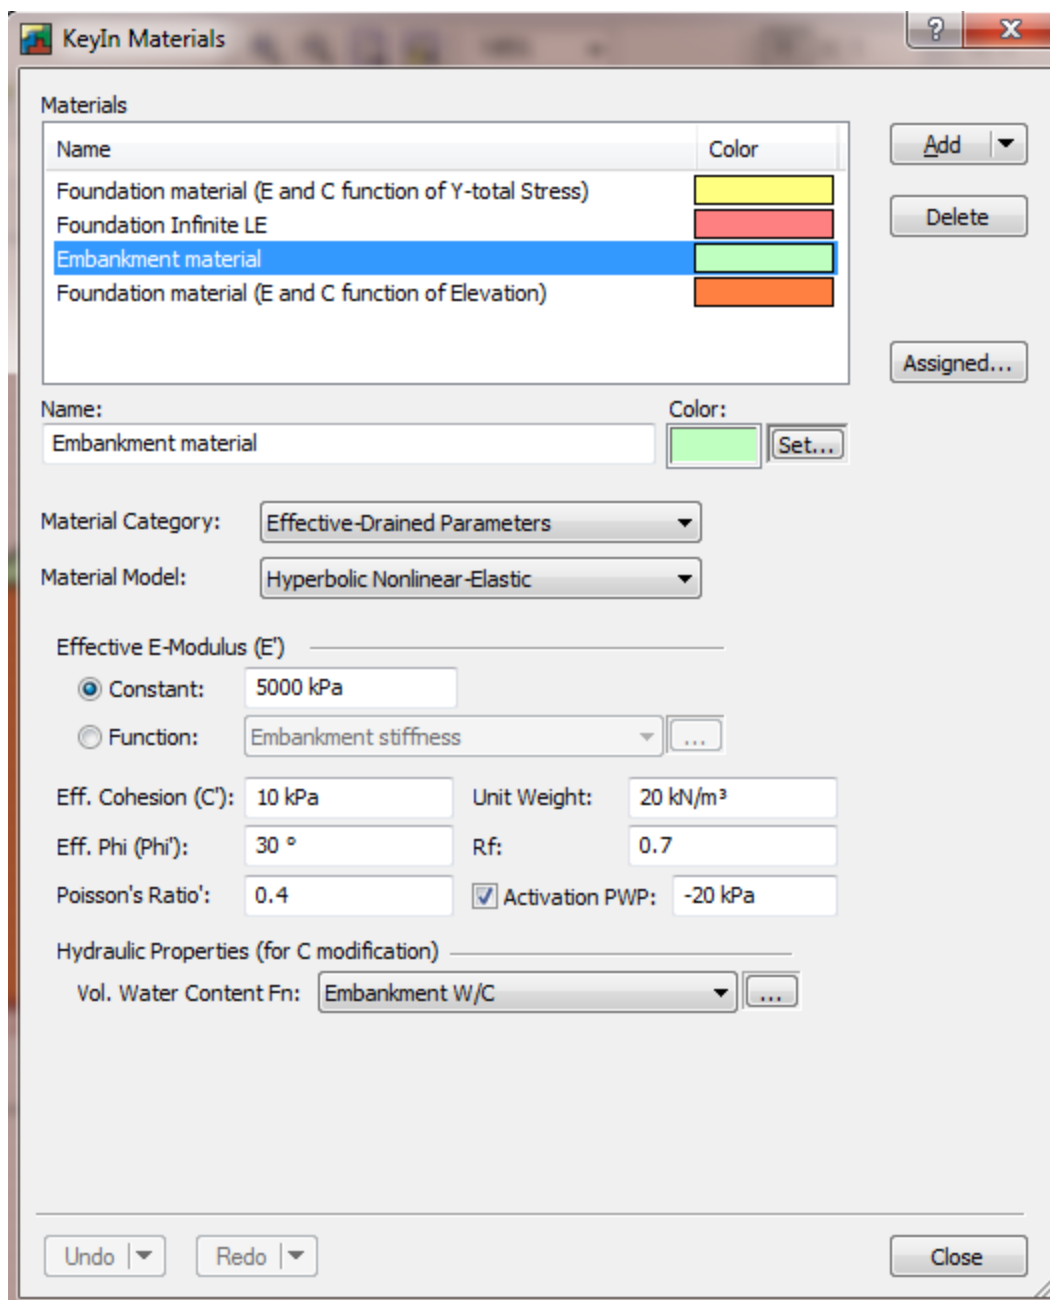 KeyIn Materials
?
Materials
Name Color
Add
Foundation material (E and C function of Y-total Stress)
Foundation Infinite LE
Delete
Embankment material
Foundation material (E and C function of Elevation)
Assigned...
Name: Color:
Embankment material Set...
Material Category: Effective-Drained Parameters
Material Model: Hyperbolic Nonlinear-Elastic
Effective E-Modulus (E')
Constant: 5000 kPa
Function: Embankment stiffness ...
Eff. Cohesion (C'): 10 kPa Unit Weight: 20 kN/m³
Eff. Phi (Phi'): 30 ° Rf: 0.7
Poisson's Ratio': 0.4 Activation PWP: -20 kPa
Hydraulic Properties (for C modification)
Vol. Water Content Fn: Embankment W/C ...
Undo Redo Close